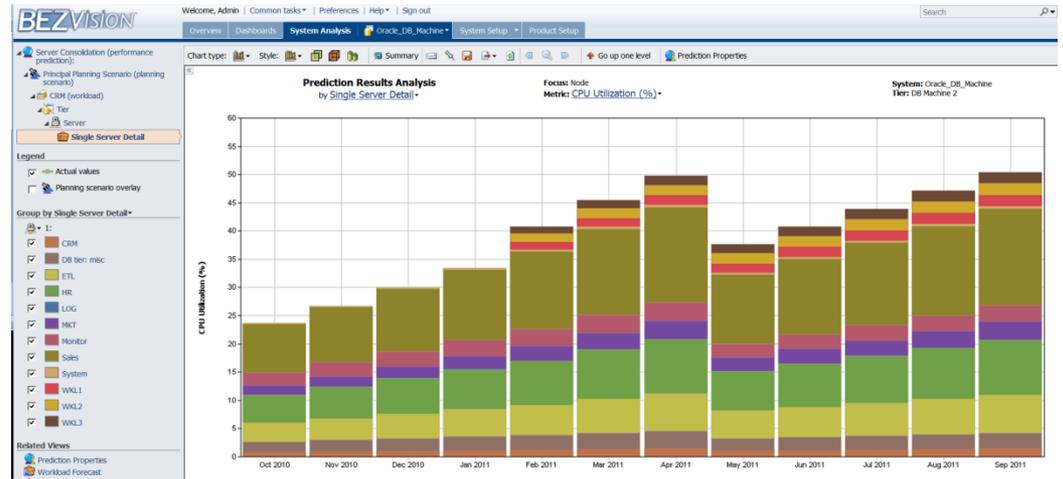 BEZVision
Welcome, Admin | Common tasks | Preferences | Help | Sign out
Search
Overview Dashboards System Analysis Oracle_DB_Machine System Setup Product Setup
Server Consolidation (performance prediction):
Principal Planning Scenario (planning scenario)
CRM (workload)
Tier
Server
Single Server Detail
Legend
Actual values
Planning scenario overlay
Group by Single Server Detail
1:
CRM
DB tier: misc
ETL
HR
LOG
MKT
Monitor
Sales
System
WKL1
WKL2
WKL3
Related Views
Prediction Properties
Workload Forecast
Chart type: Style: Summary Go up one level Prediction Properties
Prediction Results Analysis
by Single Server Detail
Focus: Node
Metric: CPU Utilization (%)
System: Oracle_DB_Machine
Tier: DB Machine 2
CPU Utilization (%)
60
55
50
45
40
35
30
25
20
15
10
5
0
Oct 2010 Nov 2010 Dec 2010 Jan 2011 Feb 2011 Mar 2011 Apr 2011 May 2011 Jun 2011 Jul 2011 Aug 2011 Sep 2011